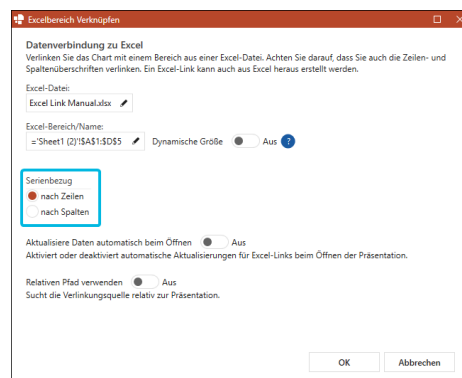 Excelbereich Verknüpfen
Datenverbindung zu Excel
Verlinken Sie das Chart mit einem Bereich aus einer Excel-Datei. Achten Sie darauf, dass Sie auch die Zeilen- und
Spaltenüberschriften verlinken. Ein Excel-Link kann auch aus Excel heraus erstellt werden.
Excel-Datei:
Excel Link Manual.xlsx
Excel-Bereich/Name:
='Sheet1 (2)'!$A$1:$D$5 Dynamische Größe Aus ?
Serienbezug
nach Zeilen
nach Spalten
Aktualisiere Daten automatisch beim Öffnen Aus
Aktiviert oder deaktiviert automatische Aktualisierungen für Excel-Links beim Öffnen der Präsentation.
Relativen Pfad verwenden Aus
Sucht die Verlinkungsquelle relativ zur Präsentation.
OK Abbrechen